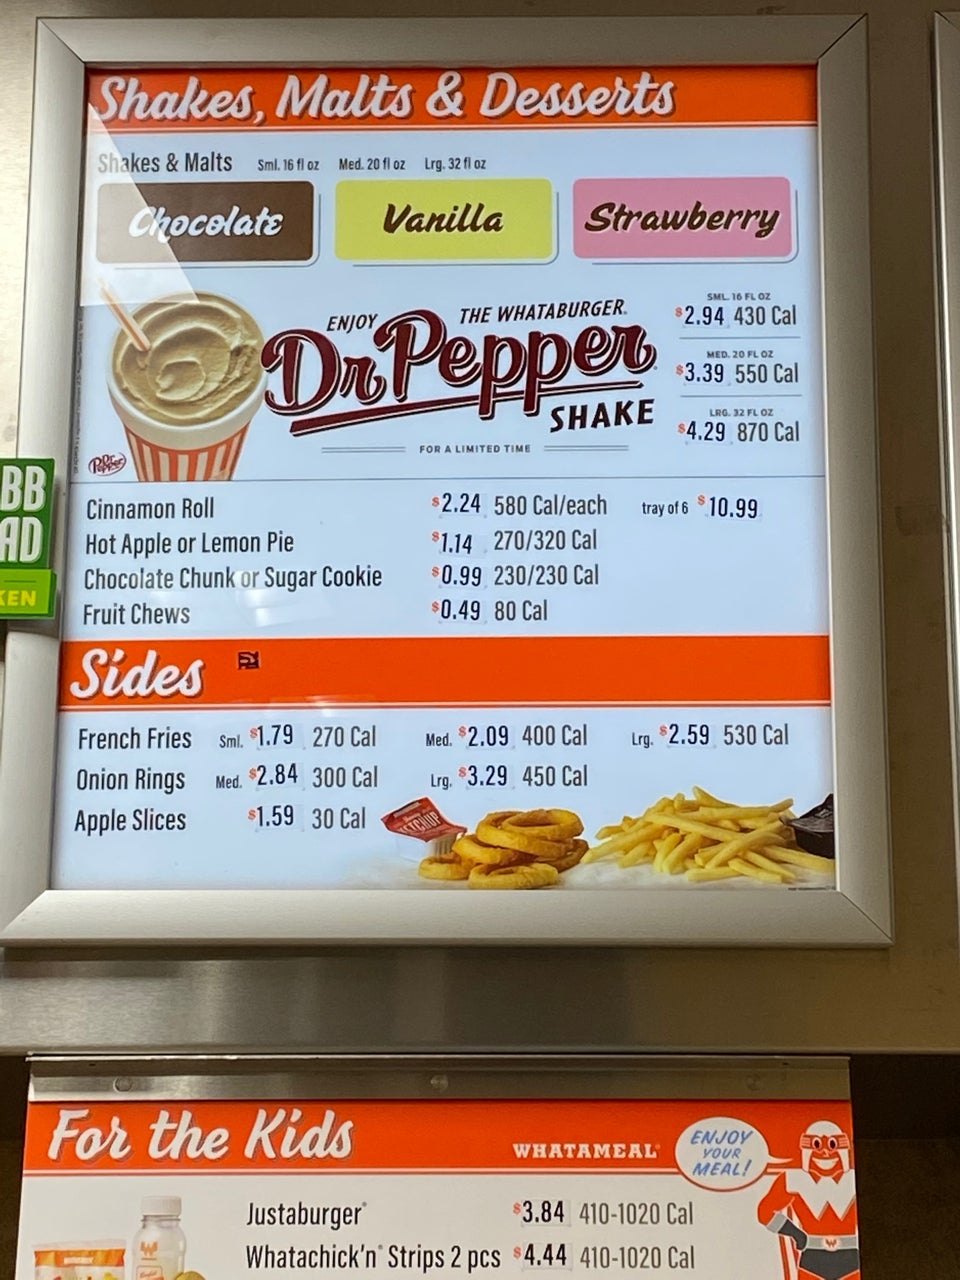 Shakes, Malts & Desserts
Shakes & Malts Sml. 16 fl oz Med. 20 fl oz Lrg. 32 fl oz
Chocolate Vanilla Strawberry
ENJOY THE WHATABURGER®
Dr Pepper®
SHAKE
FOR A LIMITED TIME
SML. 16 FL OZ
$2.94 430 Cal
MED. 20 FL OZ
$3.39 550 Cal
LRG. 32 FL OZ
$4.29 870 Cal
Dr Pepper
Cinnamon Roll $2.24 580 Cal/each tray of 6 $10.99
Hot Apple or Lemon Pie $1.14 270/320 Cal
Chocolate Chunk or Sugar Cookie $0.99 230/230 Cal
Fruit Chews $0.49 80 Cal
BB
AD
KEN
Sides
French Fries Sml. $1.79 270 Cal Med. $2.09 400 Cal Lrg. $2.59 530 Cal
Onion Rings Med. $2.84 300 Cal Lrg. $3.29 450 Cal
Apple Slices $1.59 30 Cal
For the Kids
WHATAMEAL®
ENJOY
YOUR
MEAL!
Justaburger® $3.84 410-1020 Cal
Whatachick'n® Strips 2 pcs $4.44 410-1020 Cal